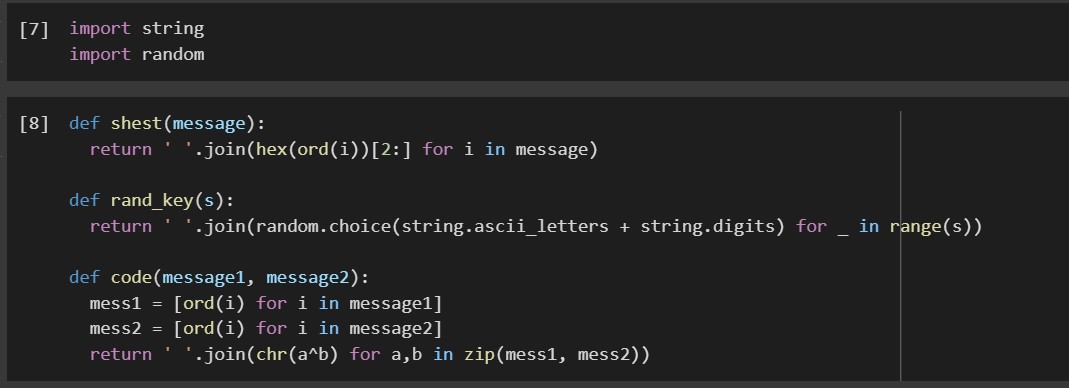 [7] import string
import random
[8] def shest(message):
return ' '.join(hex(ord(i))[2:] for i in message)
def rand_key(s):
return ' '.join(random.choice(string.ascii_letters + string.digits) for _ in range(s))
def code(message1, message2):
mess1 = [ord(i) for i in message1]
mess2 = [ord(i) for i in message2]
return ' '.join(chr(a^b) for a,b in zip(mess1, mess2))